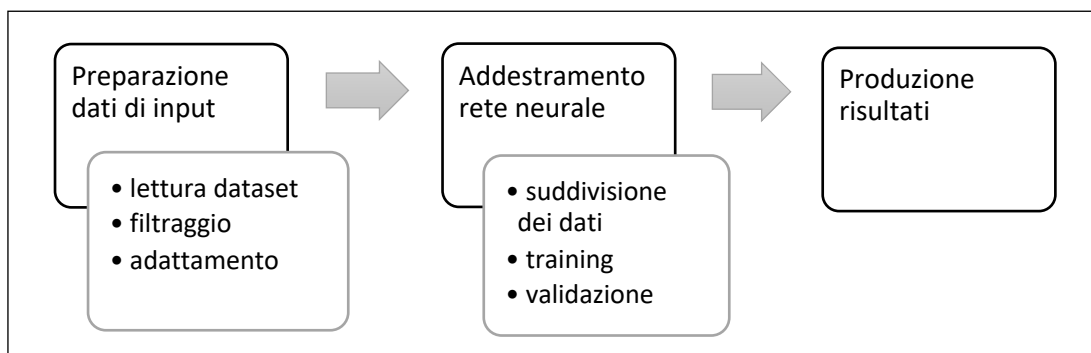 Preparazione
dati di input
• lettura dataset
• filtraggio
• adattamento
Addestramento
rete neurale
• suddivisione
dei dati
• training
• validazione
Produzione
risultati